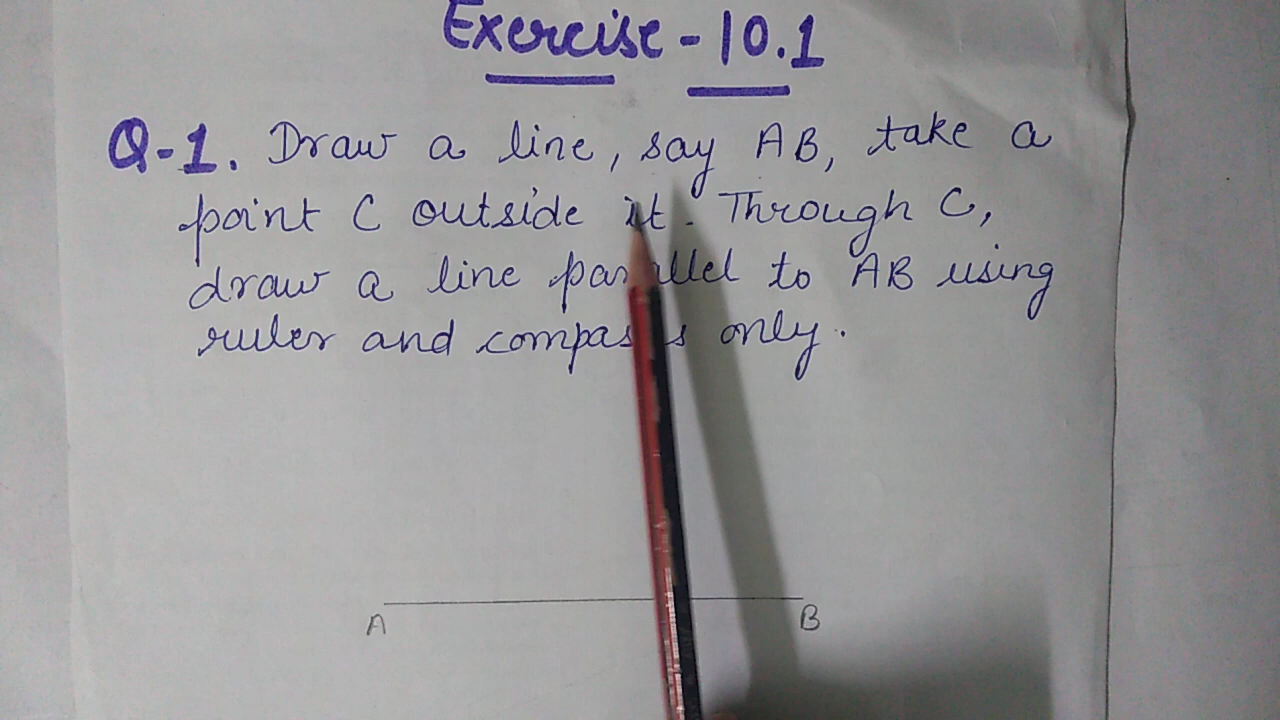 Exercise - 10.1
Q-1. Draw a line, say AB, take a
point C outside it. Through C,
draw a line parallel to AB using
ruler and compass only.
A B